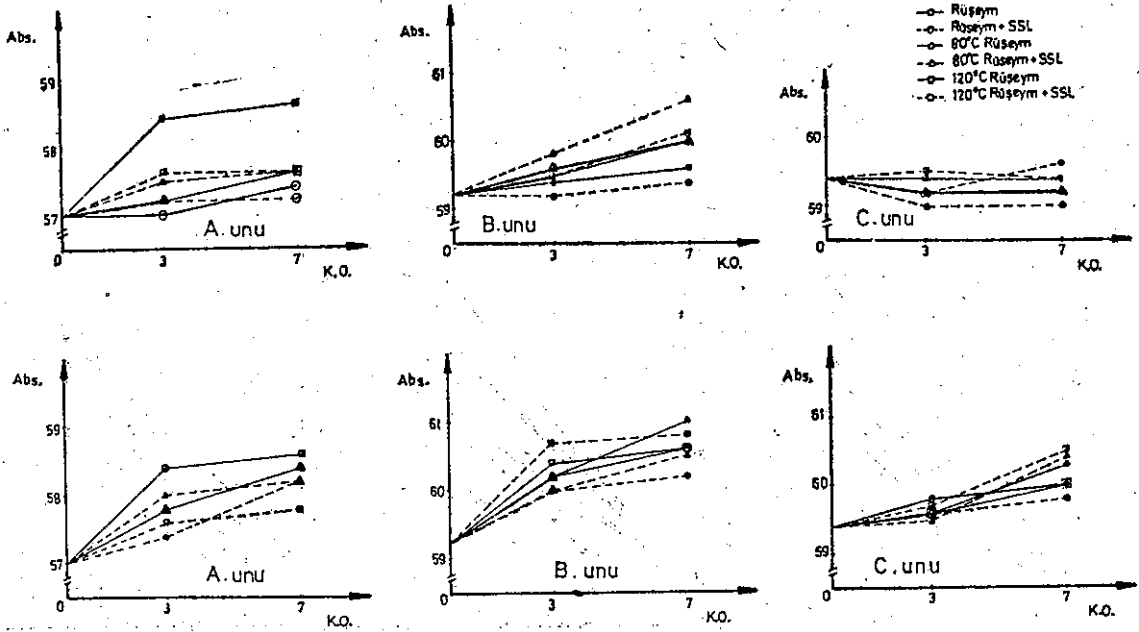 Rüşeym
Rüşeym + SSL
80°C Rüşeym
80°C Rüşeym + SSL
120°C Rüşeym
120°C Rüşeym + SSL
Abs.
59
58
57
0
3
7
K.O.
A. unu
Abs.
61
60
59
0
3
7
K.O.
B. unu
Abs.
60
59
0
3
7
K.O.
C. unu
Abs.
59
58
57
0
3
7
K.O.
A. unu
Abs.
61
60
59
0
3
7
K.O.
B. unu
Abs.
61
60
59
0
3
7
K.O.
C. unu